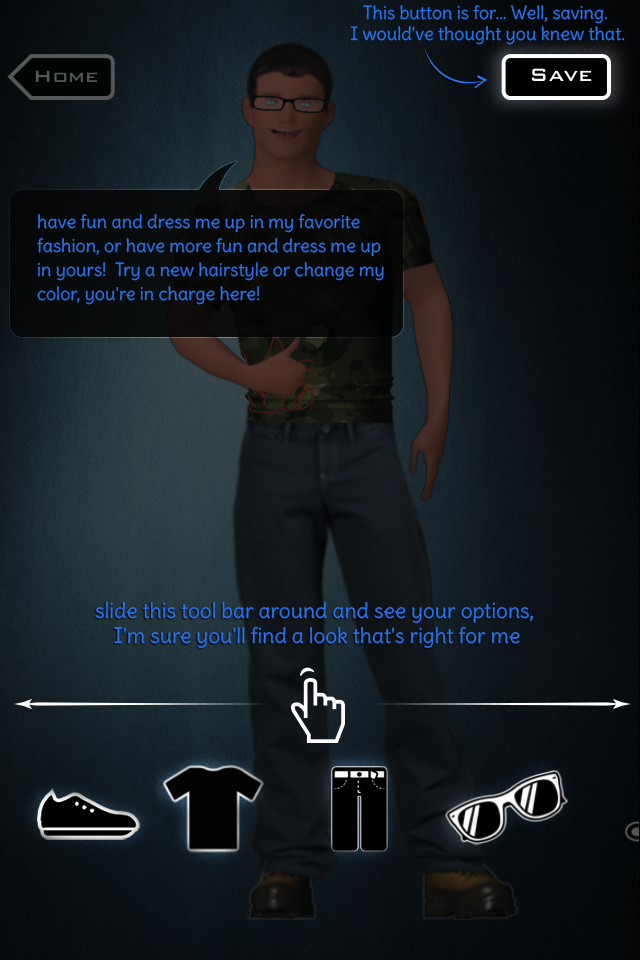 This button is for... Well, saving.
I would've thought you knew that.
HOME
SAVE
have fun and dress me up in my favorite
fashion, or have more fun and dress me up
in yours!  Try a new hairstyle or change my
color, you're in charge here!
slide this tool bar around and see your options,
I'm sure you'll find a look that's right for me